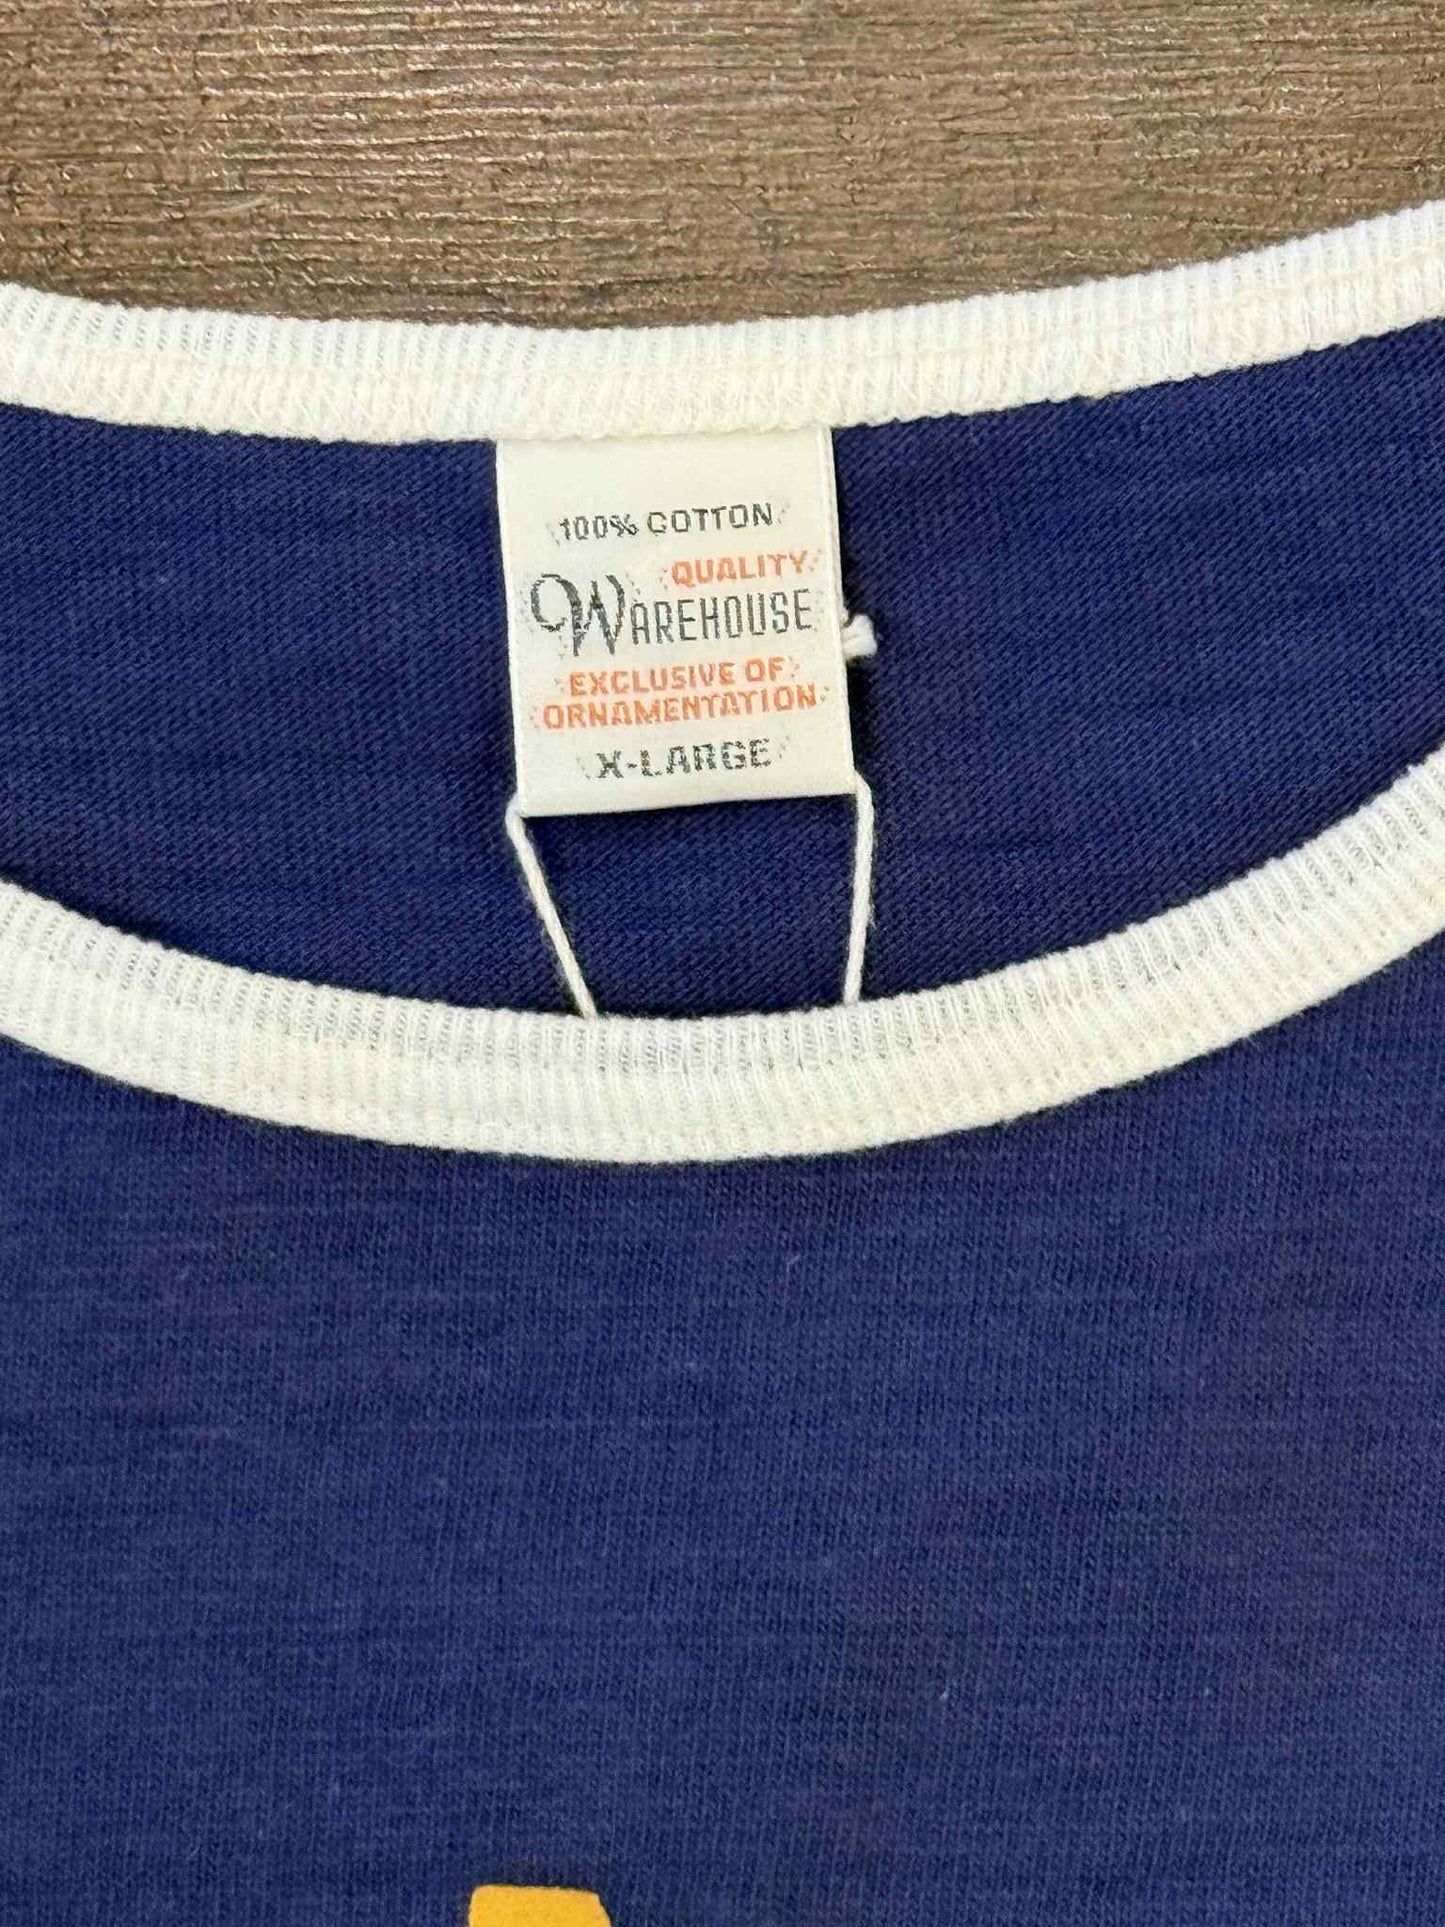 100% COTTON
QUALITY
WAREHOUSE
EXCLUSIVE OF
ORNAMENTATION
X-LARGE